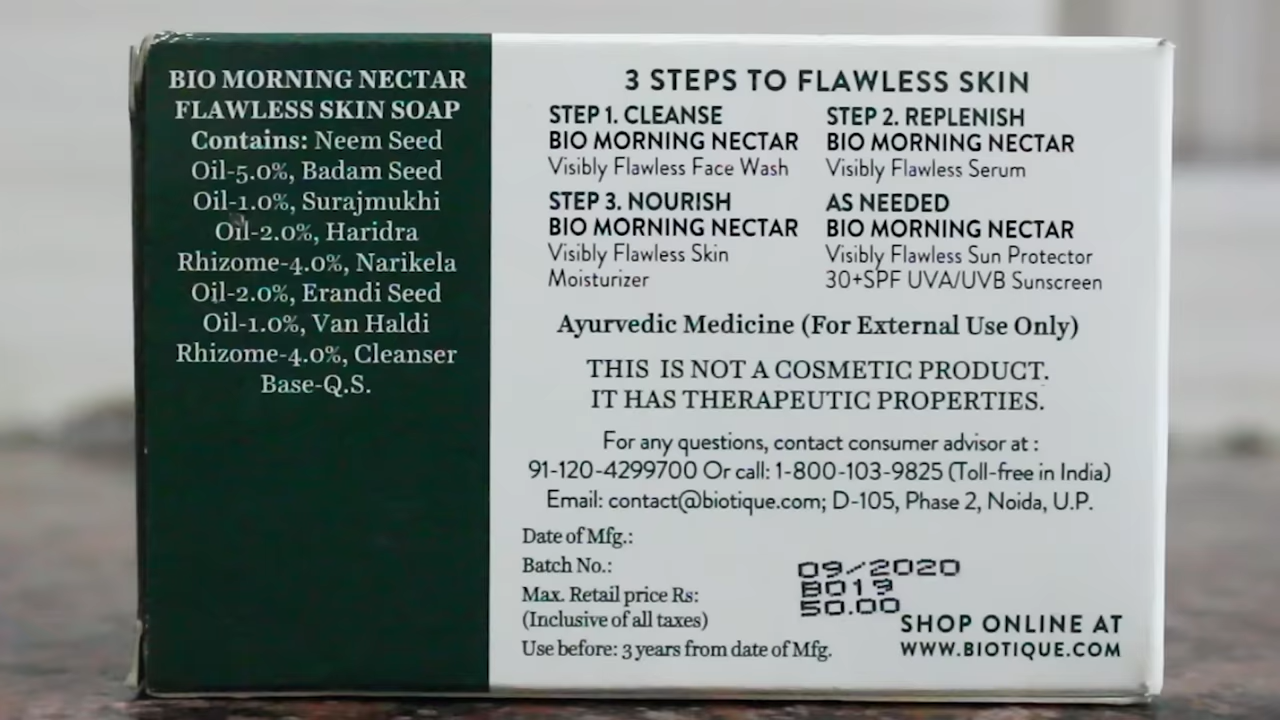 BIO MORNING NECTAR
FLAWLESS SKIN SOAP
Contains: Neem Seed
Oil-5.0%, Badam Seed
Oil-1.0%, Surajmukhi
Oil-2.0%, Haridra
Rhizome-4.0%, Narikela
Oil-2.0%, Erandi Seed
Oil-1.0%, Van Haldi
Rhizome-4.0%, Cleanser
Base-Q.S.
3 STEPS TO FLAWLESS SKIN
STEP 1. CLEANSE
BIO MORNING NECTAR
Visibly Flawless Face Wash
STEP 2. REPLENISH
BIO MORNING NECTAR
Visibly Flawless Serum
STEP 3. NOURISH
BIO MORNING NECTAR
Visibly Flawless Skin
Moisturizer
AS NEEDED
BIO MORNING NECTAR
Visibly Flawless Sun Protector
30+SPF UVA/UVB Sunscreen
Ayurvedic Medicine (For External Use Only)
THIS IS NOT A COSMETIC PRODUCT.
IT HAS THERAPEUTIC PROPERTIES.
For any questions, contact consumer advisor at :
91-120-4299700 Or call: 1-800-103-9825 (Toll-free in India)
Email: contact@biotique.com; D-105, Phase 2, Noida, U.P.
Date of Mfg.:
Batch No.:
Max. Retail price Rs:
(Inclusive of all taxes)
Use before: 3 years from date of Mfg.
09/2020
B019
50.00
SHOP ONLINE AT
WWW.BIOTIQUE.COM